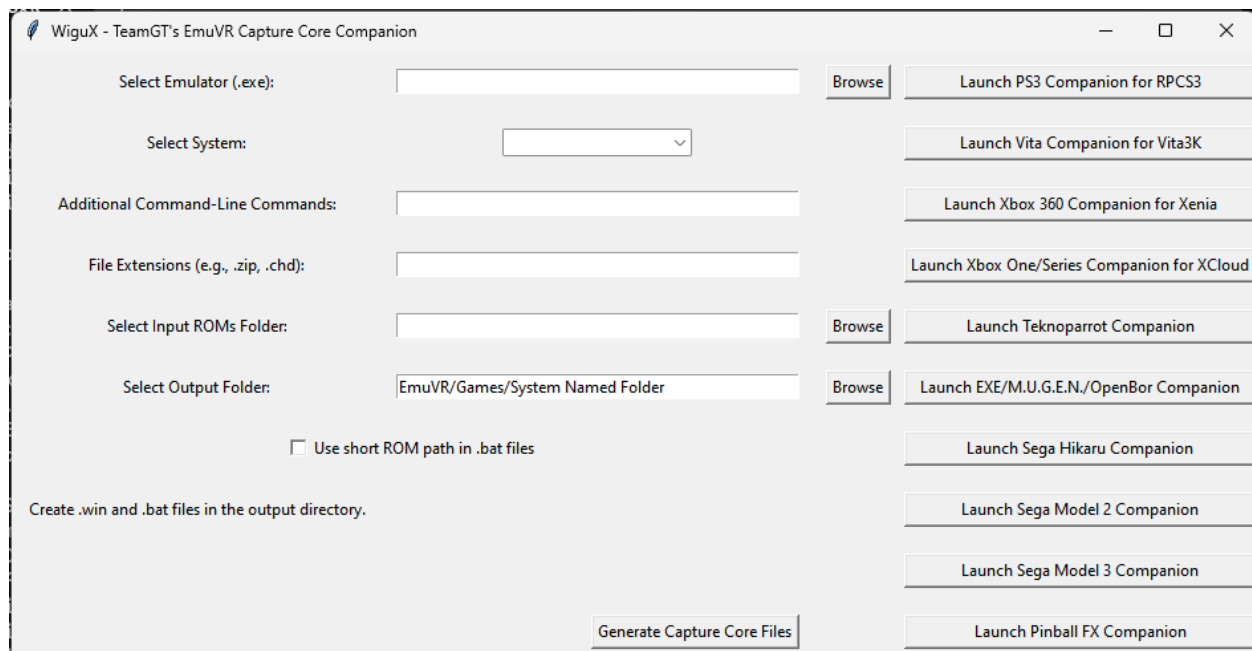 WiguX - TeamGT's EmuVR Capture Core Companion
Select Emulator (.exe): Browse Launch PS3 Companion for RPCS3
Select System: Launch Vita Companion for Vita3K
Additional Command-Line Commands: Launch Xbox 360 Companion for Xenia
File Extensions (e.g., .zip, .chd): Launch Xbox One/Series Companion for XCloud
Select Input ROMs Folder: Browse Launch Teknoparrot Companion
Select Output Folder: EmuVR/Games/System Named Folder Browse Launch EXE/M.U.G.E.N./OpenBor Companion
Use short ROM path in .bat files Launch Sega Hikaru Companion
Create .win and .bat files in the output directory. Launch Sega Model 2 Companion
Launch Sega Model 3 Companion
Generate Capture Core Files Launch Pinball FX Companion